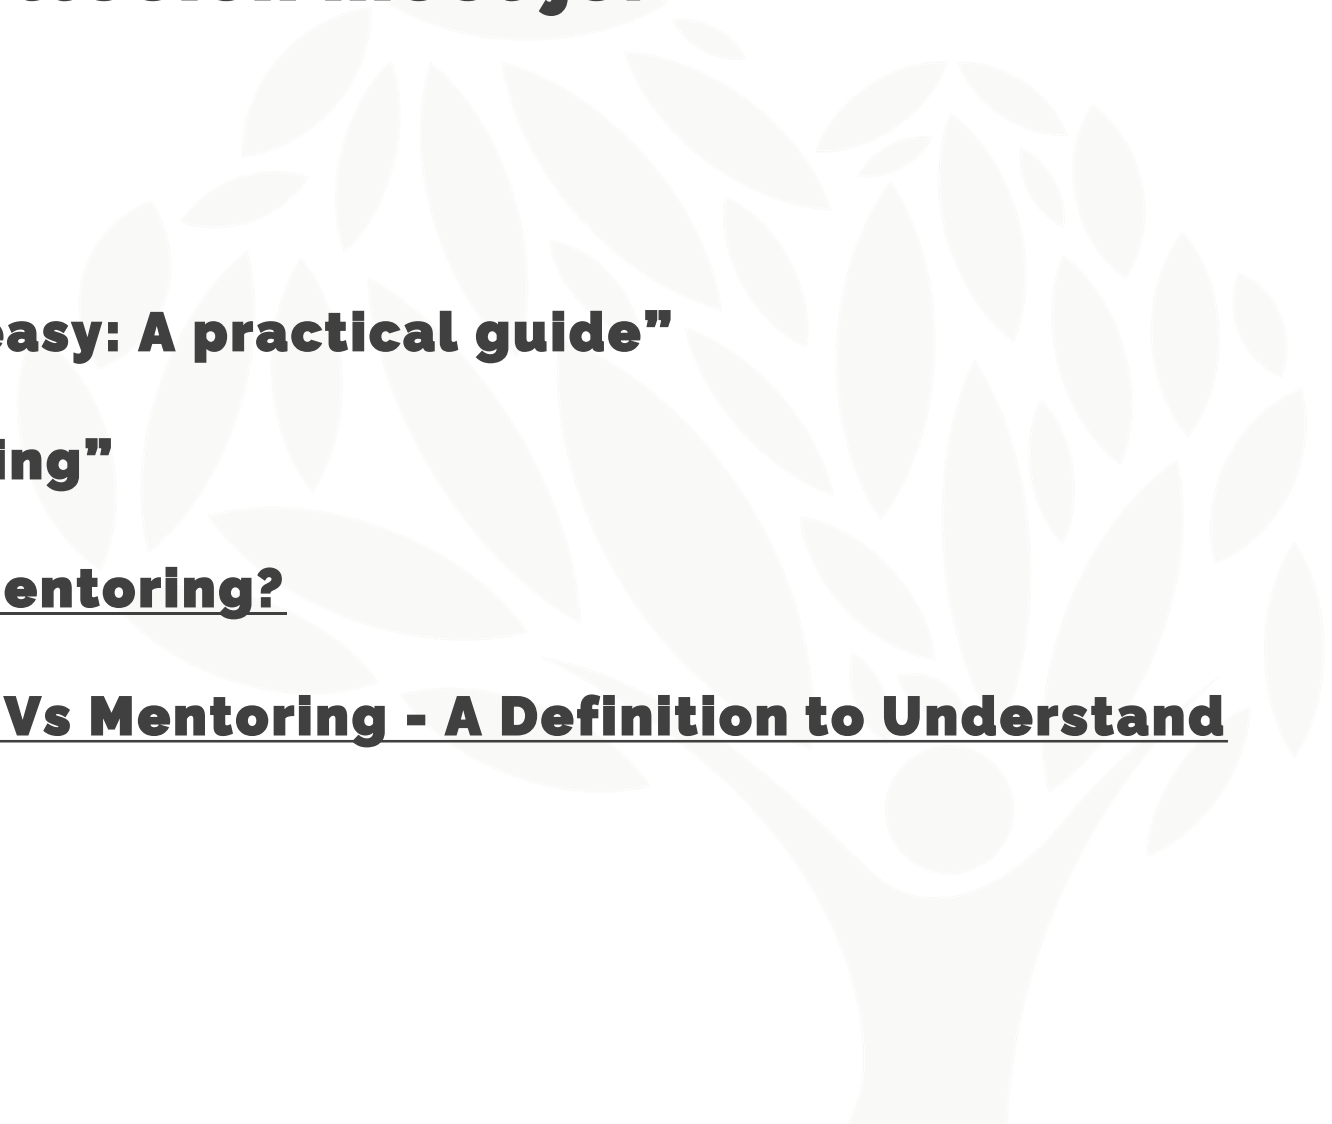 easy: A practical guide”
ing”
entoring?
Vs Mentoring - A Definition to Understand